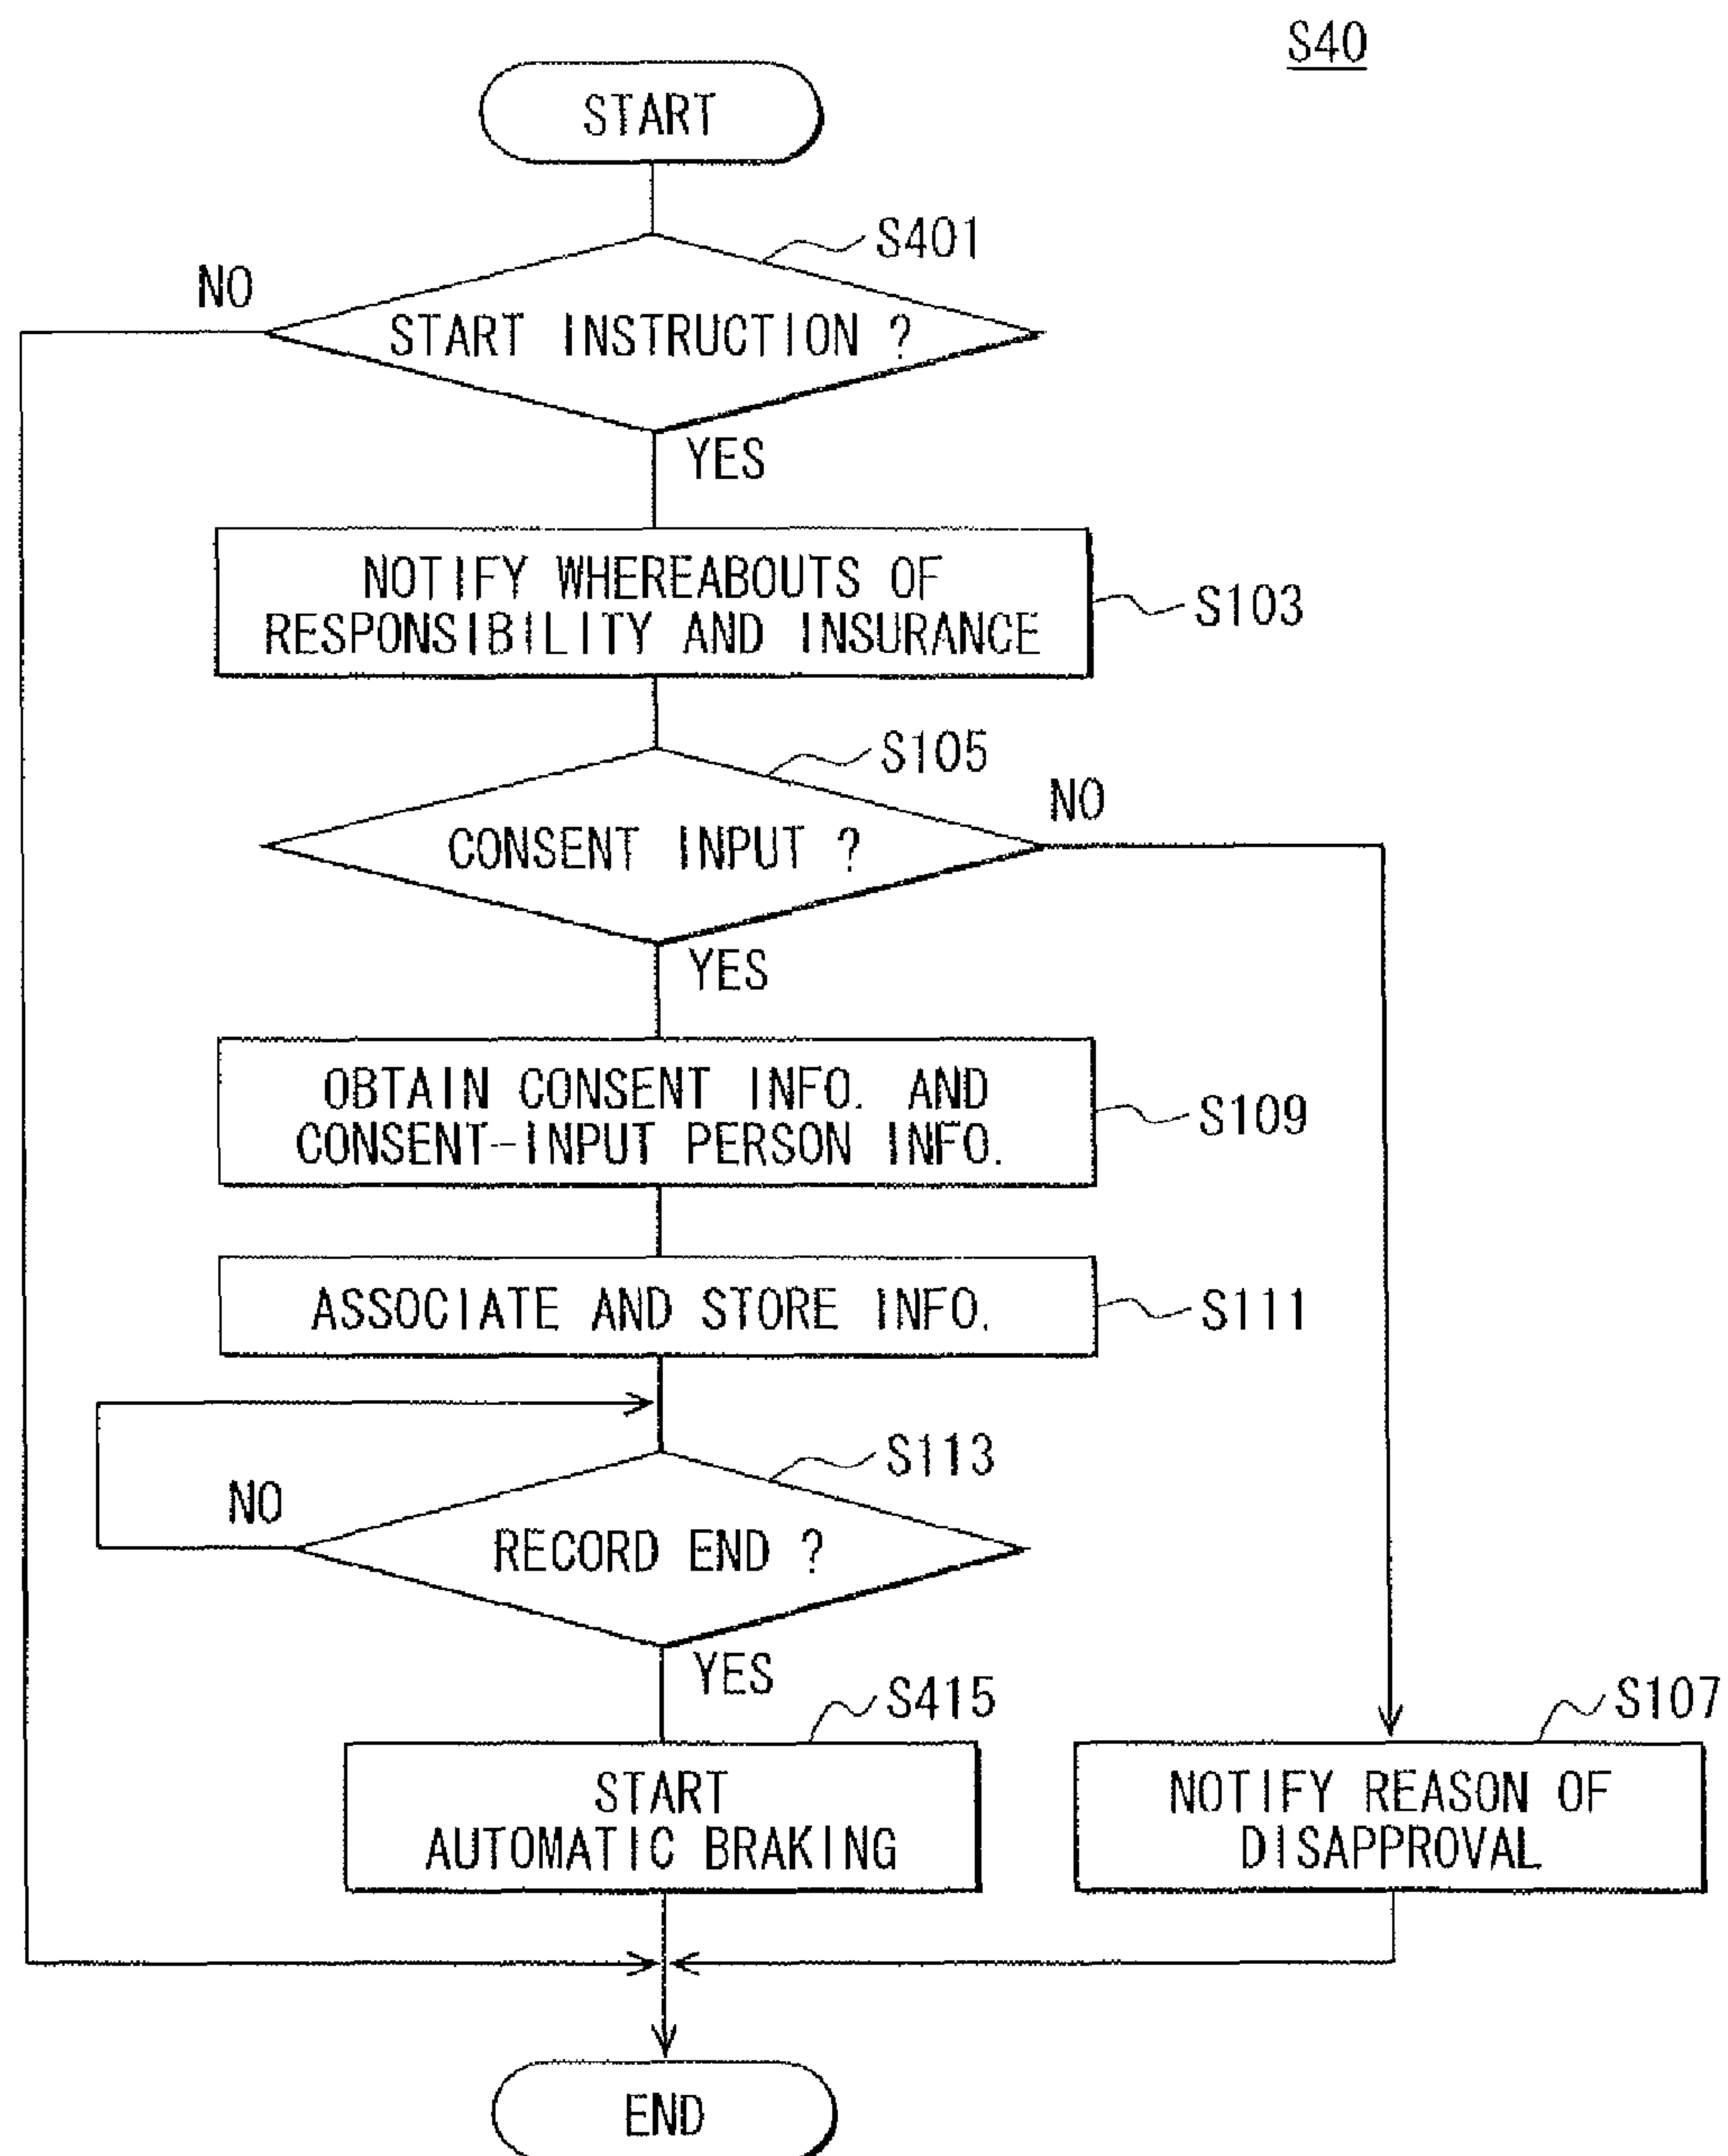 S40
START
S401
NO
START INSTRUCTION ?
YES
NOTIFY WHEREABOUTS OF
RESPONSIBILITY AND INSURANCE
S103
S105
NO
CONSENT INPUT ?
YES
OBTAIN CONSENT INFO. AND
CONSENT-INPUT PERSON INFO.
S109
ASSOCIATE AND STORE INFO.
S111
S113
NO
RECORD END ?
YES
S415
S107
START
AUTOMATIC BRAKING
NOTIFY REASON OF
DISAPPROVAL
END